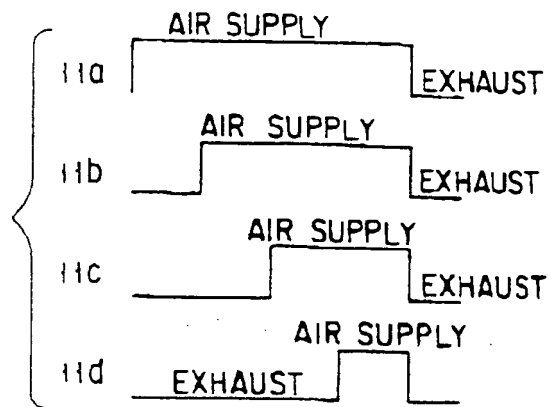 AIR SUPPLY
11a
EXHAUST
AIR SUPPLY
11b
EXHAUST
AIR SUPPLY
11c
EXHAUST
AIR SUPPLY
11d EXHAUST